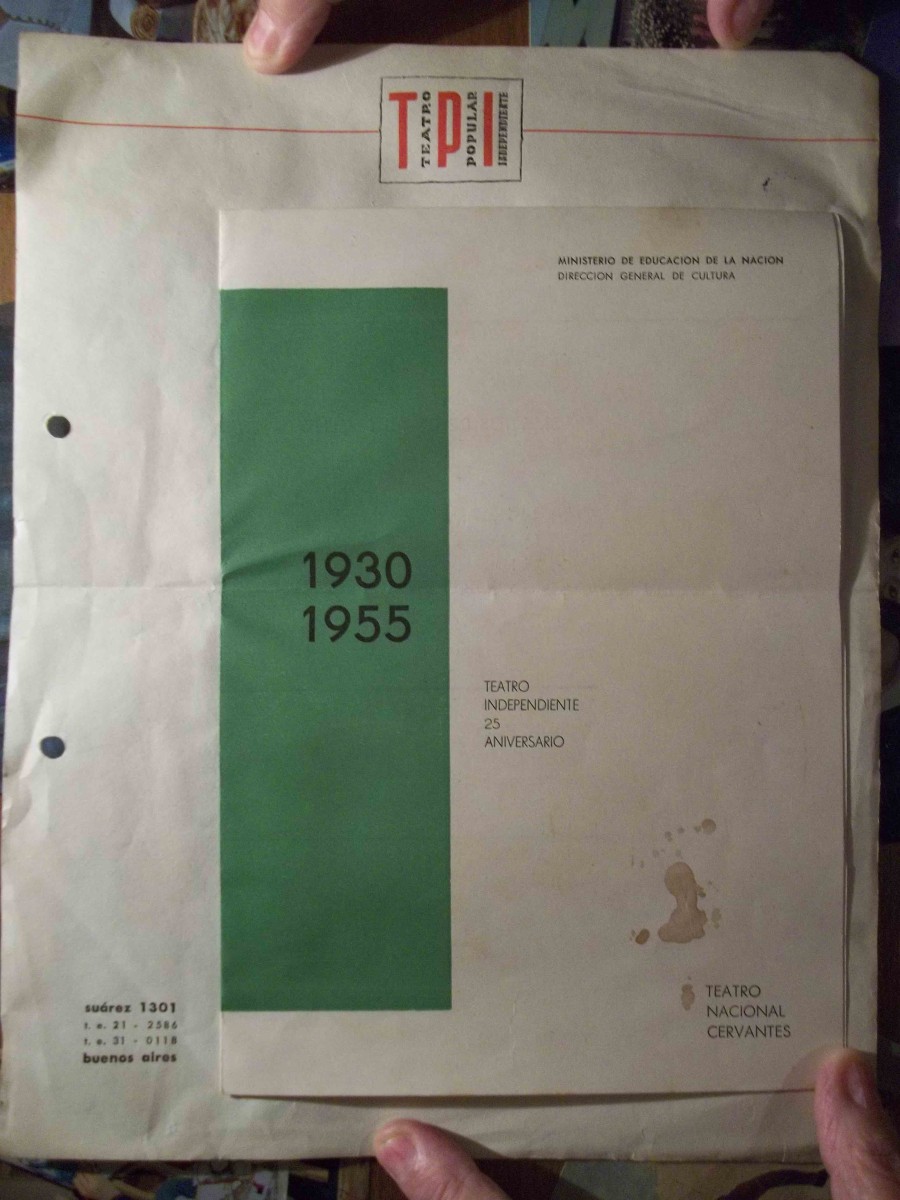 TPI
TEATRO
POPULAR
INDEPENDIENTE
MINISTERIO DE EDUCACION DE LA NACION
DIRECCION GENERAL DE CULTURA
1930
1955
TEATRO
INDEPENDIENTE
25
ANIVERSARIO
TEATRO
NACIONAL
CERVANTES
suárez 1301
t. e. 21 - 2586
t. e. 31 - 0118
buenos aires